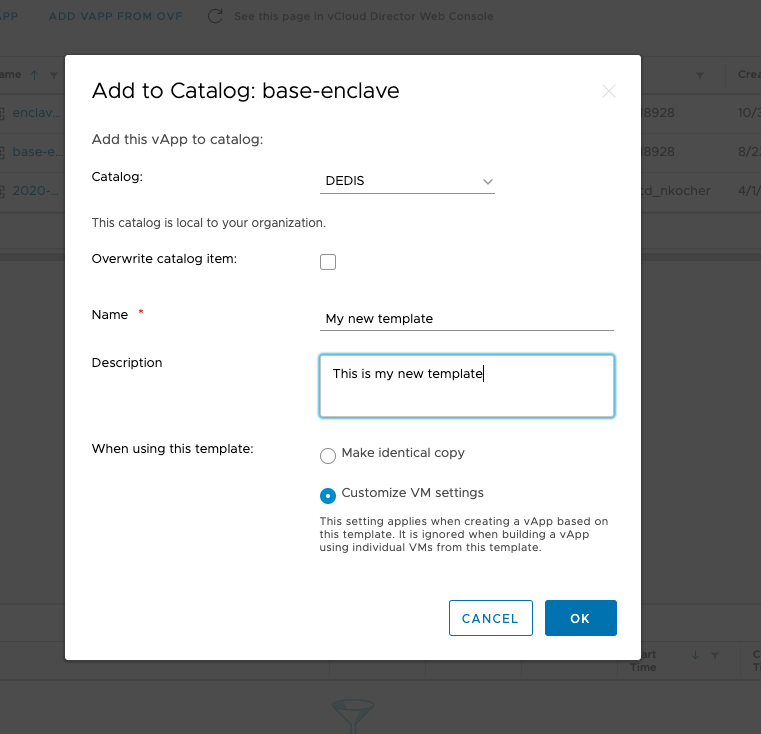 APP ADD VAPP FROM OVF See this page in vCloud Director Web Console
Add to Catalog: base-enclave
Add this vApp to catalog:
Catalog: DEDIS
This catalog is local to your organization.
Overwrite catalog item:
Name * My new template
Description This is my new template
When using this template: Make identical copy
Customize VM settings
This setting applies when creating a vApp based on
this template. It is ignored when building a vApp
using individual VMs from this template.
CANCEL OK
ame Crea
enclav... 8928 10/3
base-e... 8928 8/2
2020-... cd_nkocher 4/1/
art
Time